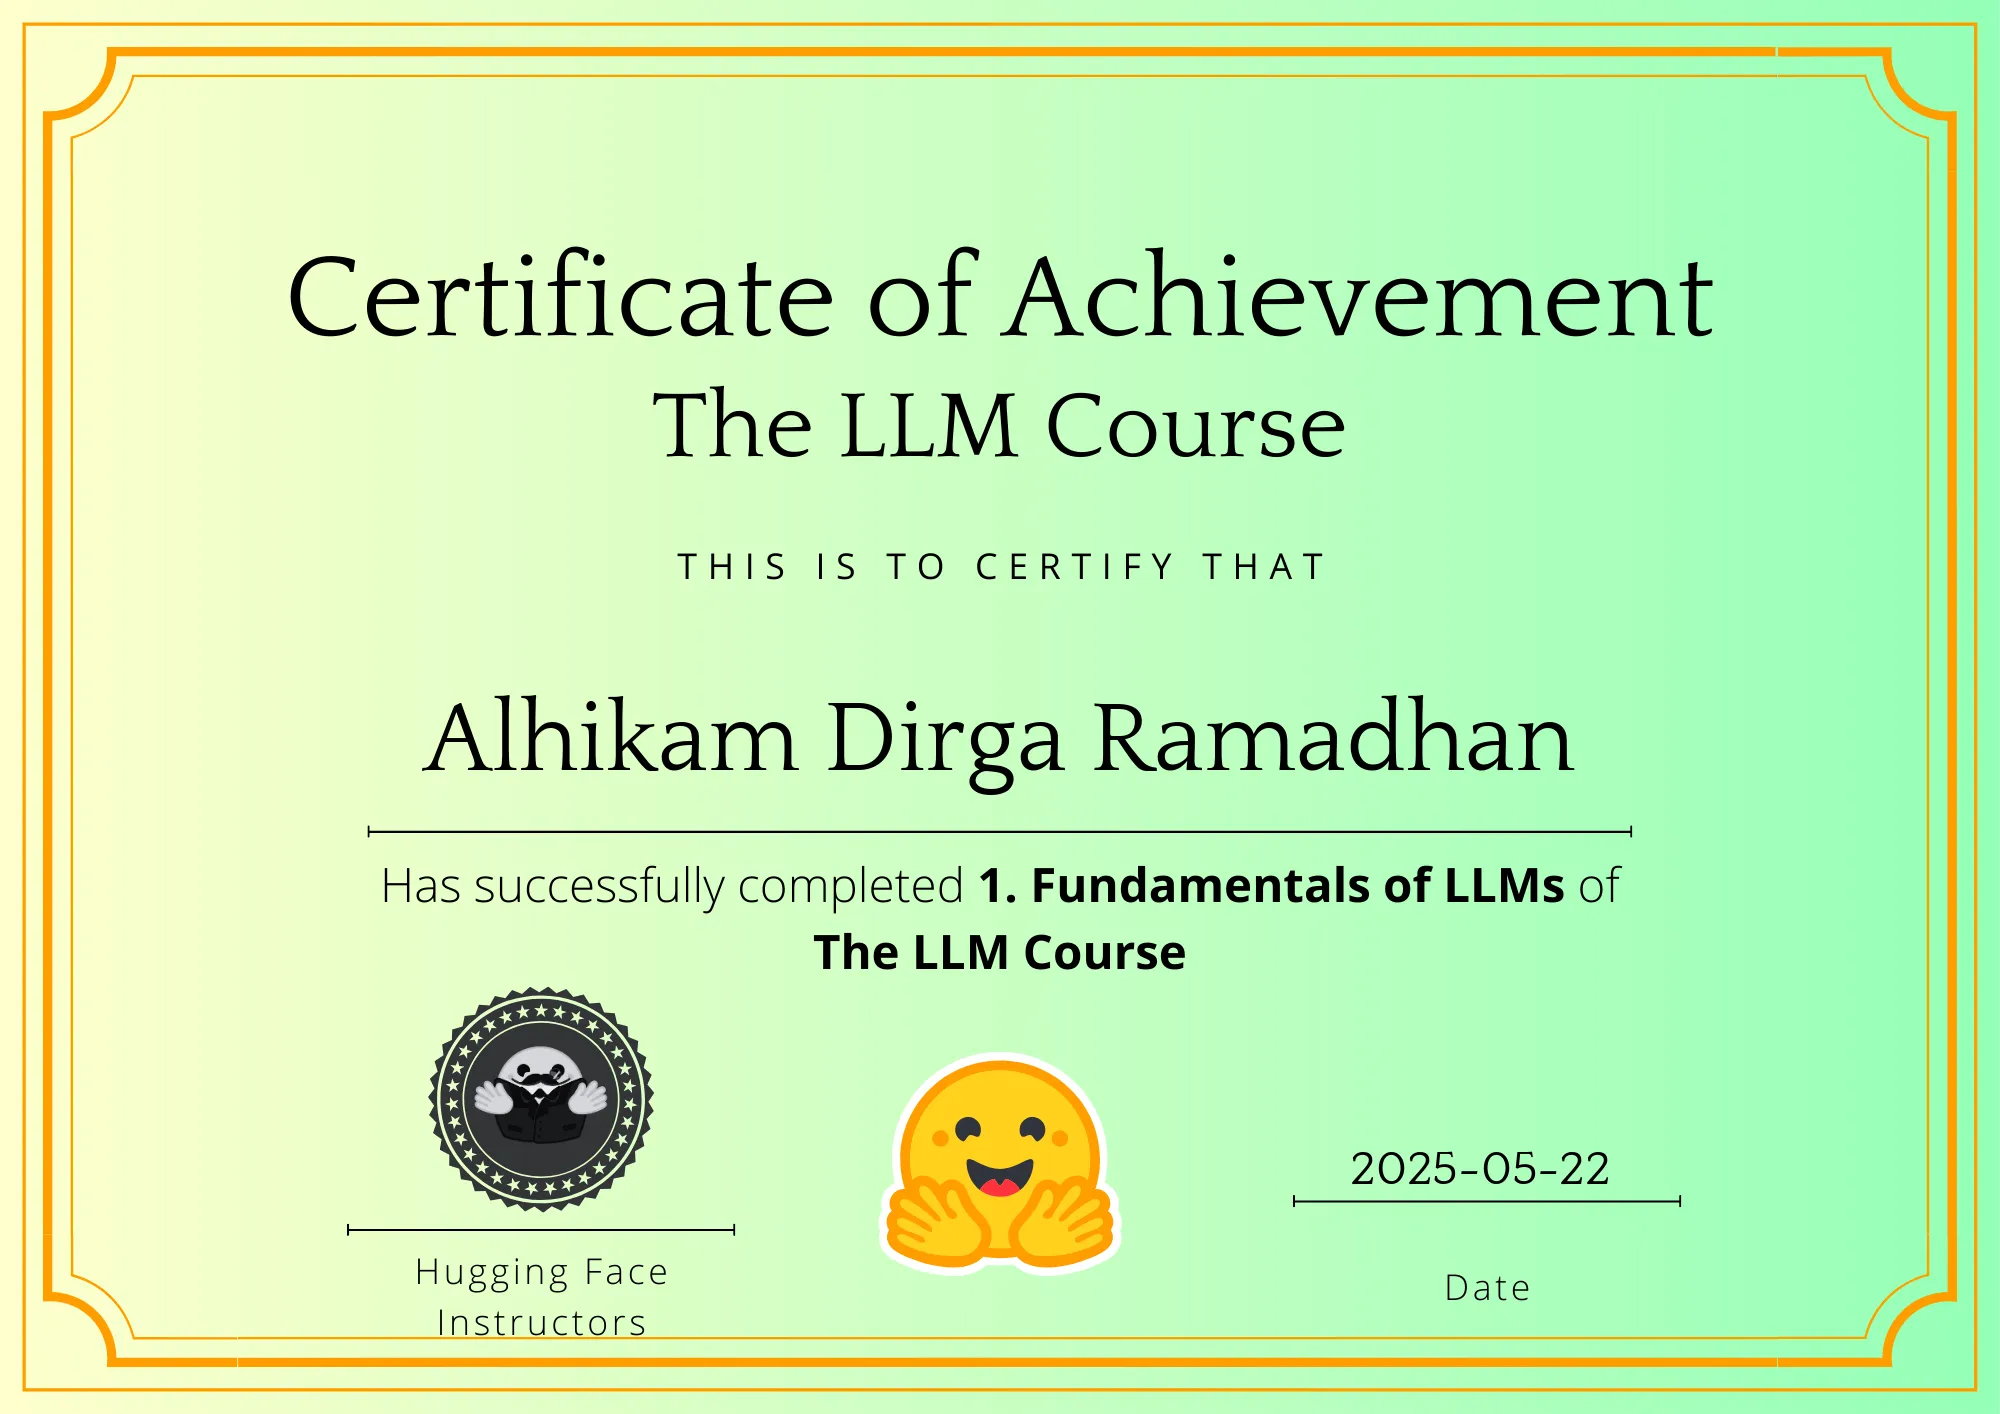 Certificate of Achievement
The LLM Course
THIS IS TO CERTIFY THAT
Alhikam Dirga Ramadhan
Has successfully completed 1. Fundamentals of LLMs of
The LLM Course
2025-05-22
Hugging Face
Instructors
Date